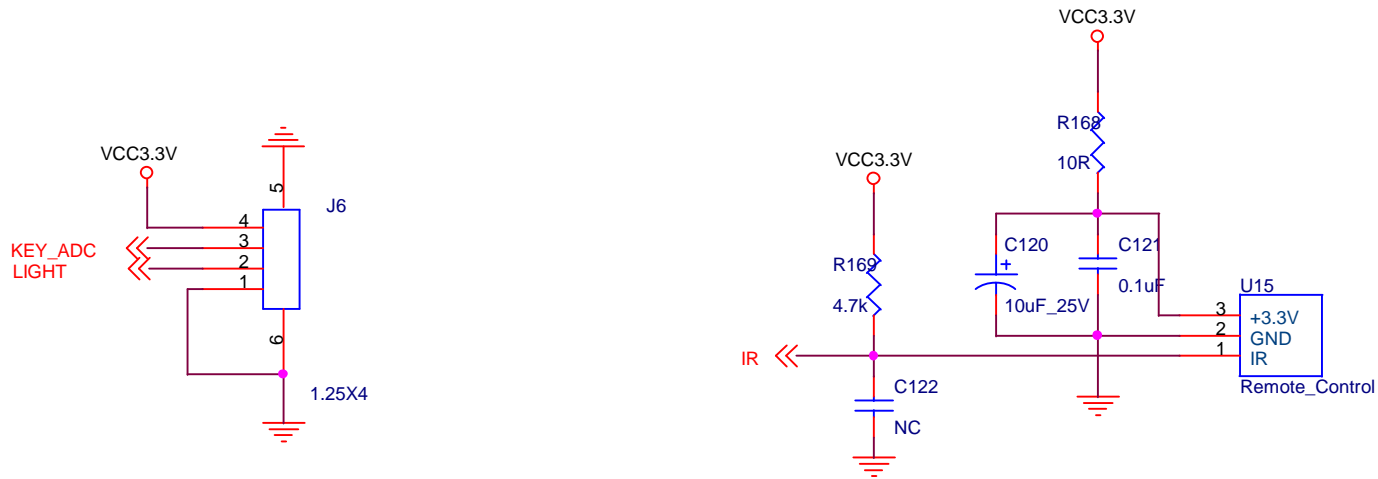 VCC3.3V
5
J6
4
3
2
1
KEY_ADC
LIGHT
6
1.25X4
VCC3.3V
R168
10R
VCC3.3V
R169
4.7k
C120
+
10uF_25V
C121
0.1uF
U15
3
+3.3V
2
GND
1
IR
Remote_Control
IR
C122
NC